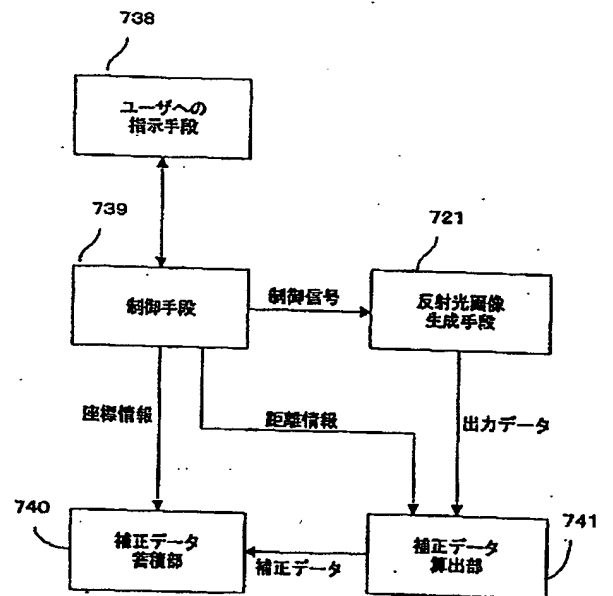 738
ユーザへの
指示手段
739
721
制御手段
制御信号
反射光画像
生成手段
座標情報
距離情報
出力データ
740
補正データ
蓄積部
補正データ
補正データ
算出部
741